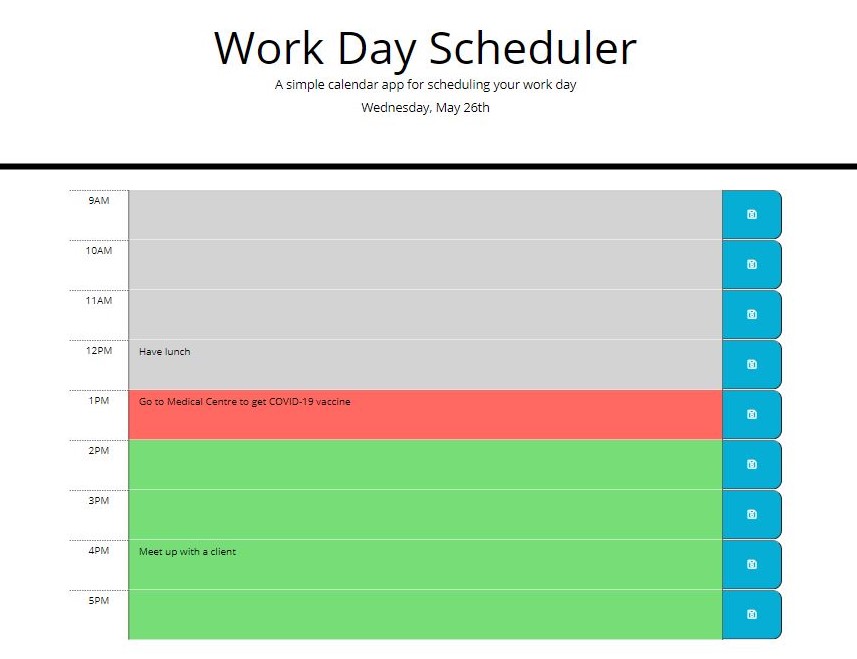 Work Day Scheduler
A simple calendar app for scheduling your work day
Wednesday, May 26th
9AM
10AM
11AM
12PM Have lunch
1PM Go to Medical Centre to get COVID-19 vaccine
2PM
3PM
4PM Meet up with a client
5PM